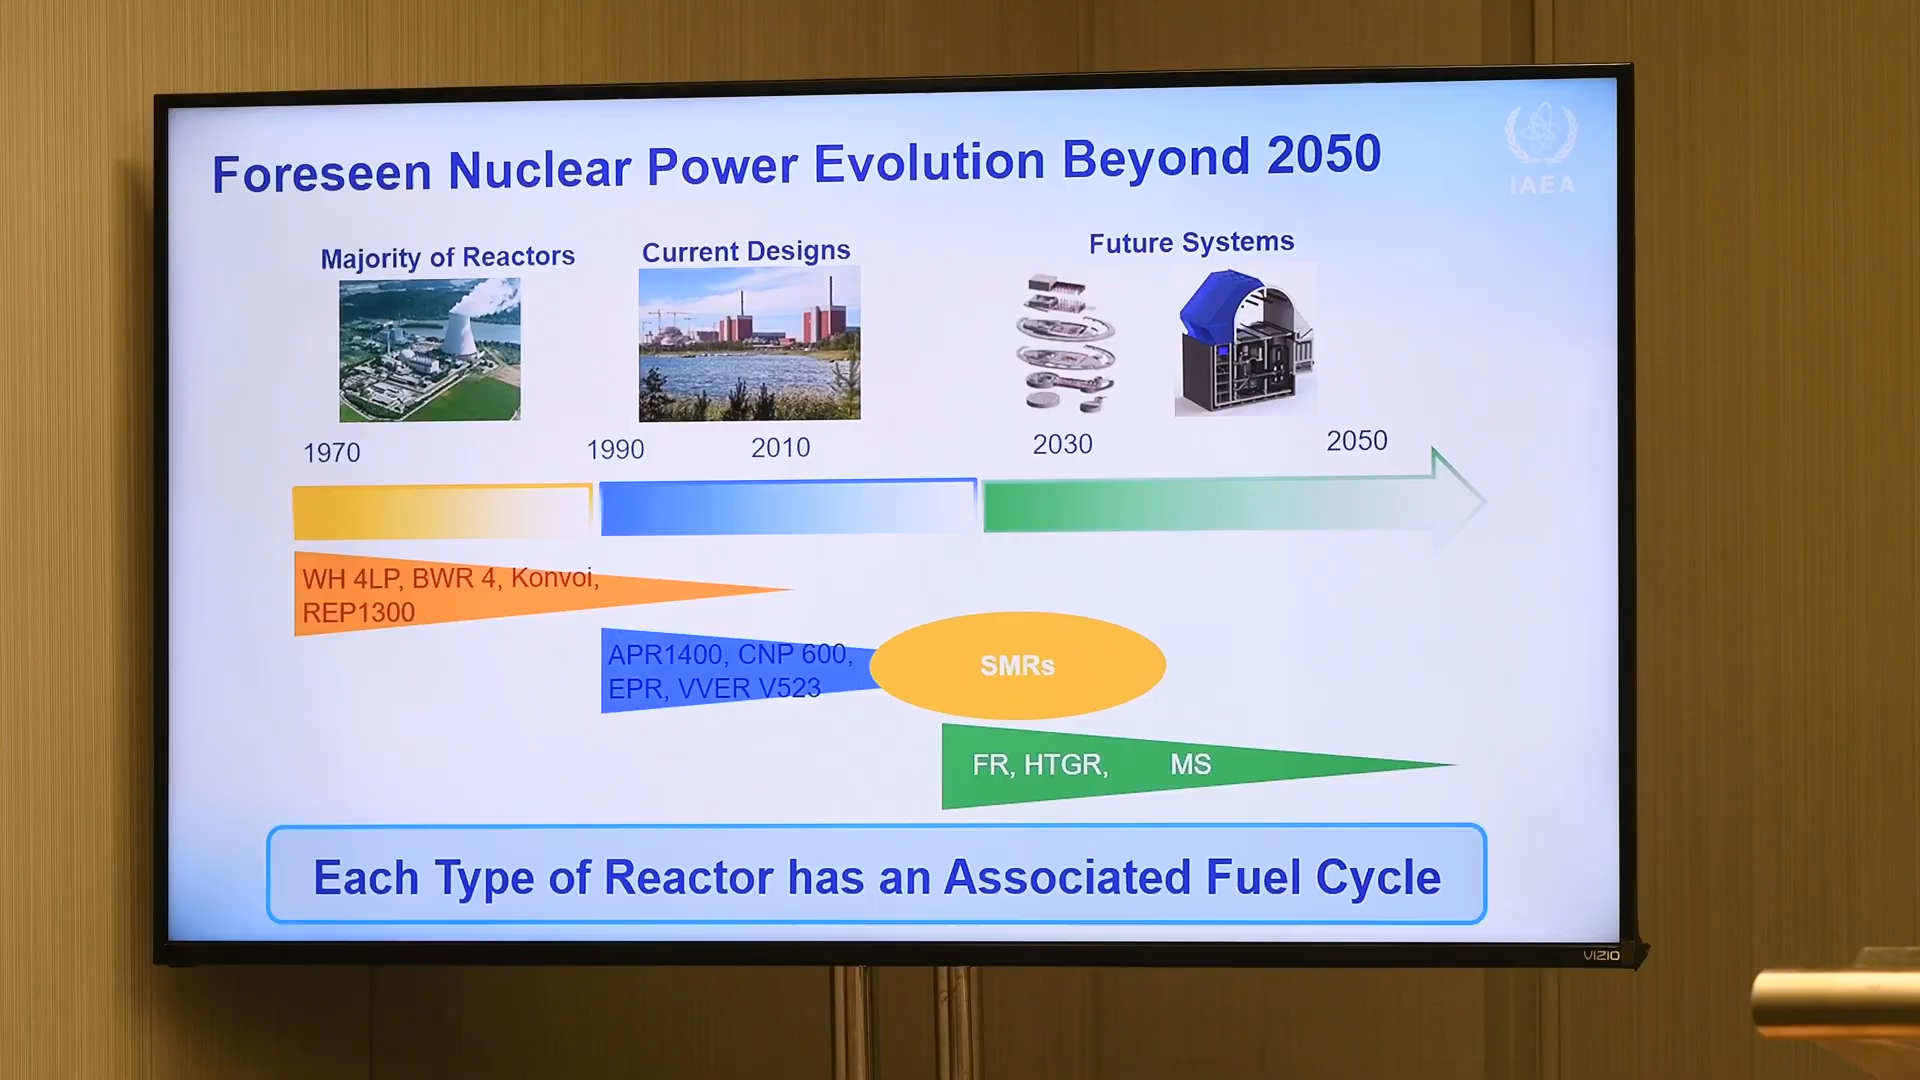 Foreseen Nuclear Power Evolution Beyond 2050
IAEA
Majority of Reactors
Current Designs
Future Systems
1970
1990
2010
2030
2050
WH 4LP, BWR 4, Konvoi,
REP1300
APR1400, CNP 600,
EPR, VVER V523
SMRs
FR, HTGR, MS
Each Type of Reactor has an Associated Fuel Cycle
VIZIO